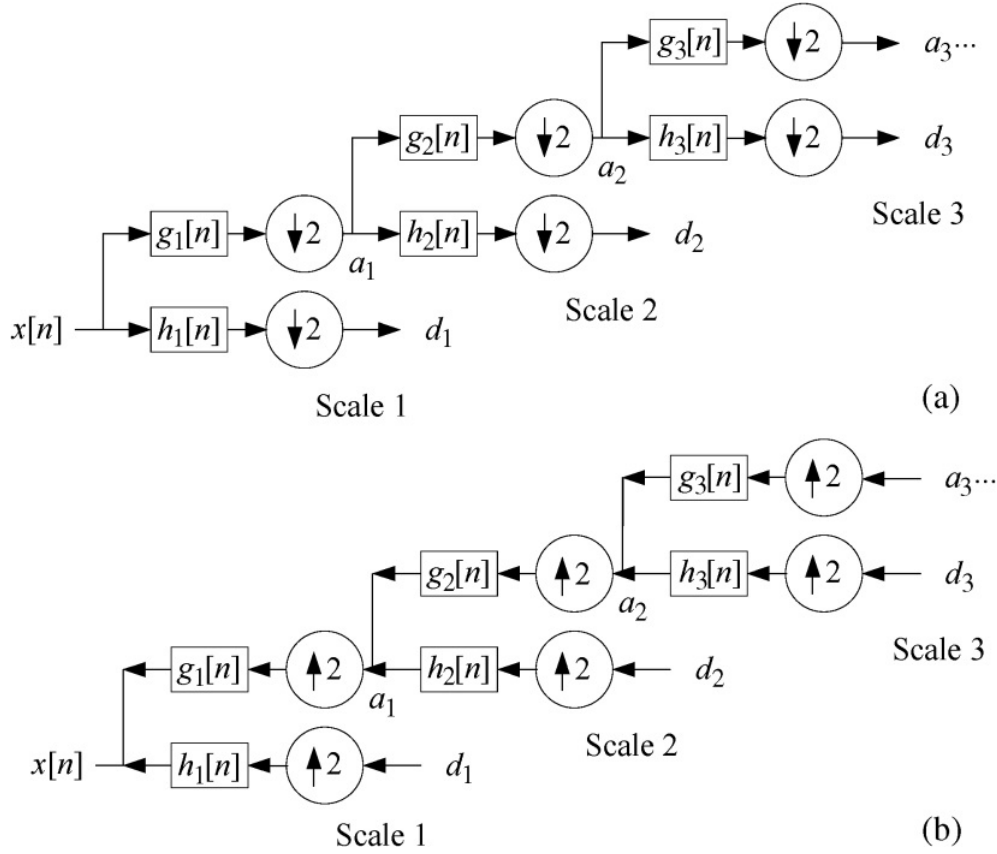 g3[n] ↓2 a3...
g2[n] ↓2 a2 h3[n] ↓2 d3
Scale 3
g1[n] ↓2 a1 h2[n] ↓2 d2
Scale 2
x[n] h1[n] ↓2 d1
Scale 1
(a)
g3[n] ↑2 a3...
g2[n] ↑2 a2 h3[n] ↑2 d3
Scale 3
g1[n] ↑2 a1 h2[n] ↑2 d2
Scale 2
x[n] h1[n] ↑2 d1
Scale 1
(b)